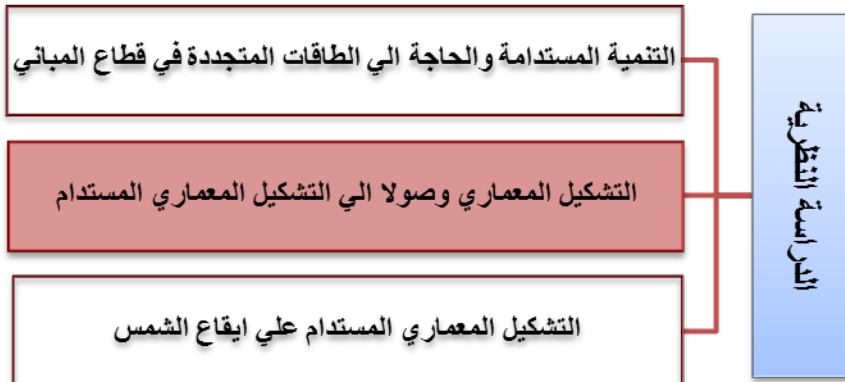 الدراسة النظرية
التنمية المستدامة والحاجة الي الطاقات المتجددة في قطاع المباني
التشكيل المعماري وصولا الي التشكيل المعماري المستدام
التشكيل المعماري المستدام علي ايقاع الشمس